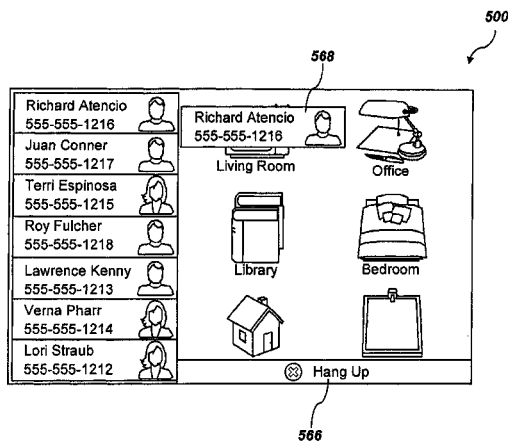 500
568
Richard Atencio
555-555-1216
Juan Conner
555-555-1217
Terri Espinosa
555-555-1215
Roy Fulcher
555-555-1218
Lawrence Kenny
555-555-1213
Verna Pharr
555-555-1214
Lori Straub
555-555-1212
Richard Atencio
555-555-1216
Living Room
Office
Library
Bedroom
Hang Up
566